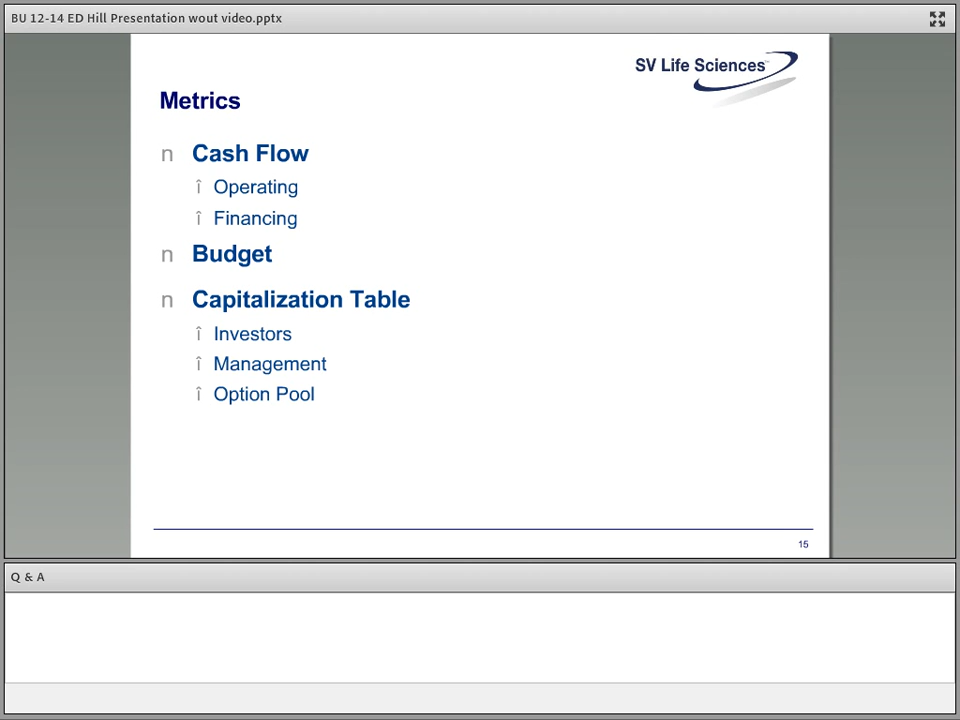 BU 12-14 ED Hill Presentation wout video.pptx
SV Life Sciences
Metrics
n Cash Flow
î Operating
î Financing
n Budget
n Capitalization Table
î Investors
î Management
î Option Pool
15
Q & A